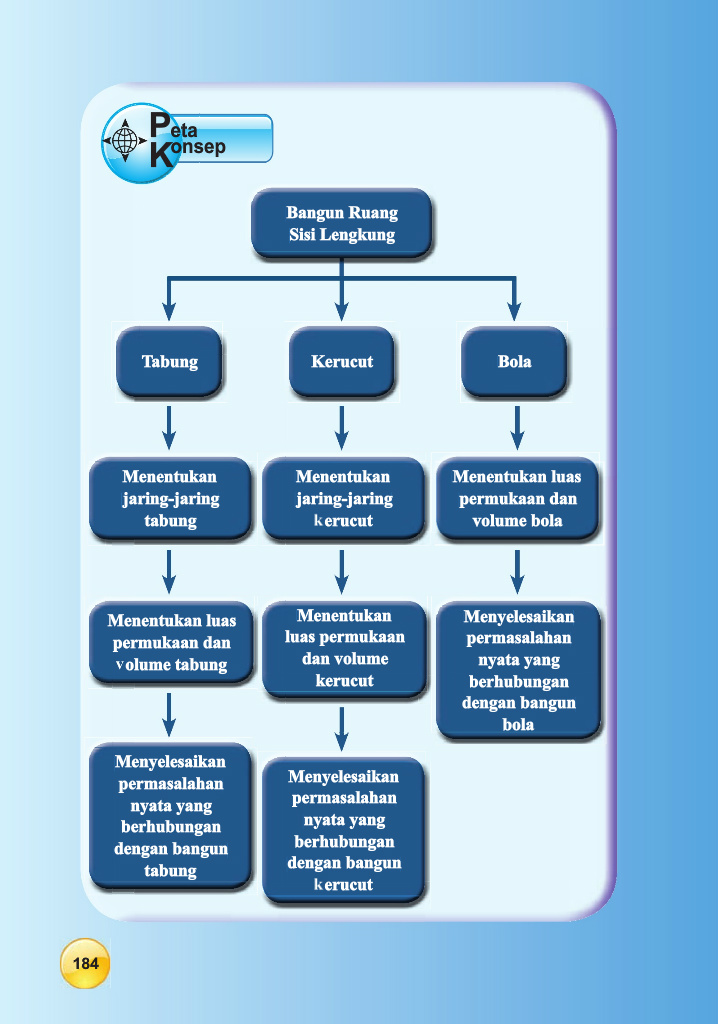 Peta
Konsep
Bangun Ruang
Sisi Lengkung
Tabung
Kerucut
Bola
Menentukan
jaring-jaring
tabung
Menentukan
jaring-jaring
kerucut
Menentukan luas
permukaan dan
volume bola
Menentukan luas
permukaan dan
volume tabung
Menentukan
luas permukaan
dan volume
kerucut
Menyelesaikan
permasalahan
nyata yang
berhubungan
dengan bangun
bola
Menyelesaikan
permasalahan
nyata yang
berhubungan
dengan bangun
tabung
Menyelesaikan
permasalahan
nyata yang
berhubungan
dengan bangun
kerucut
184